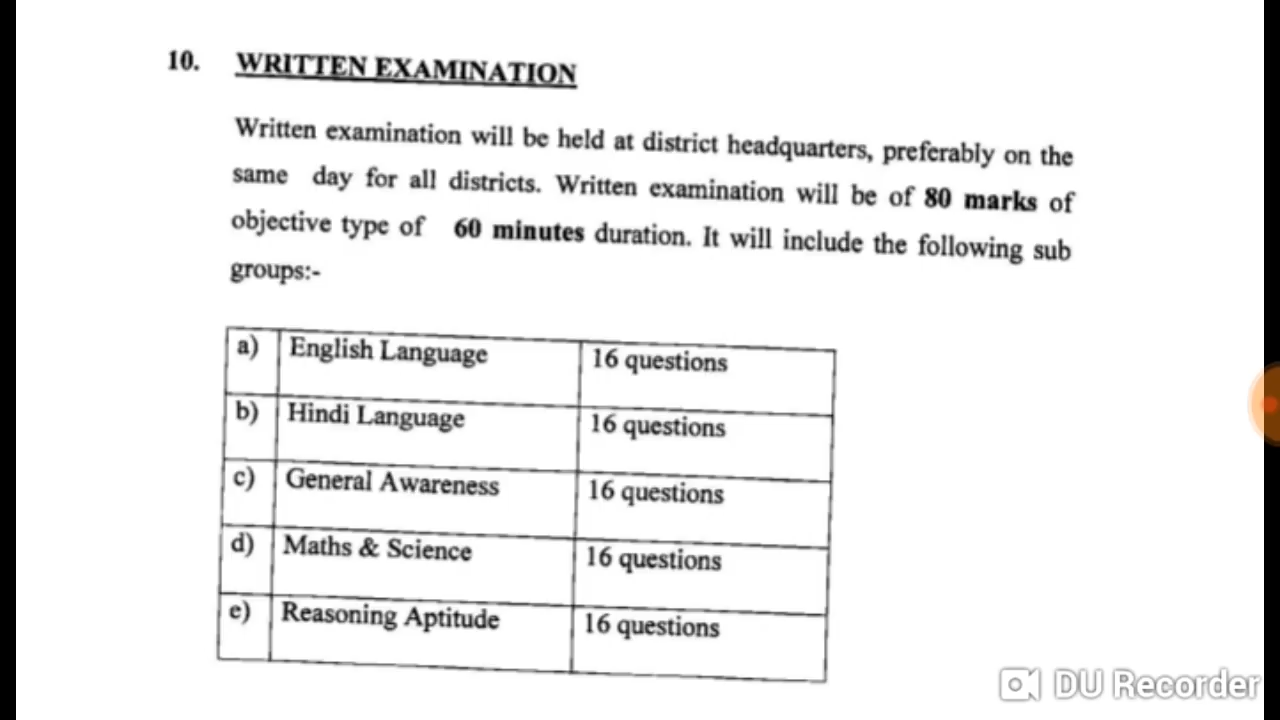 10. WRITTEN EXAMINATION
Written examination will be held at district headquarters, preferably on the
same day for all districts. Written examination will be of 80 marks of
objective type of 60 minutes duration. It will include the following sub
groups:-
a) English Language 16 questions
b) Hindi Language 16 questions
c) General Awareness 16 questions
d) Maths & Science 16 questions
e) Reasoning Aptitude 16 questions
DU Recorder